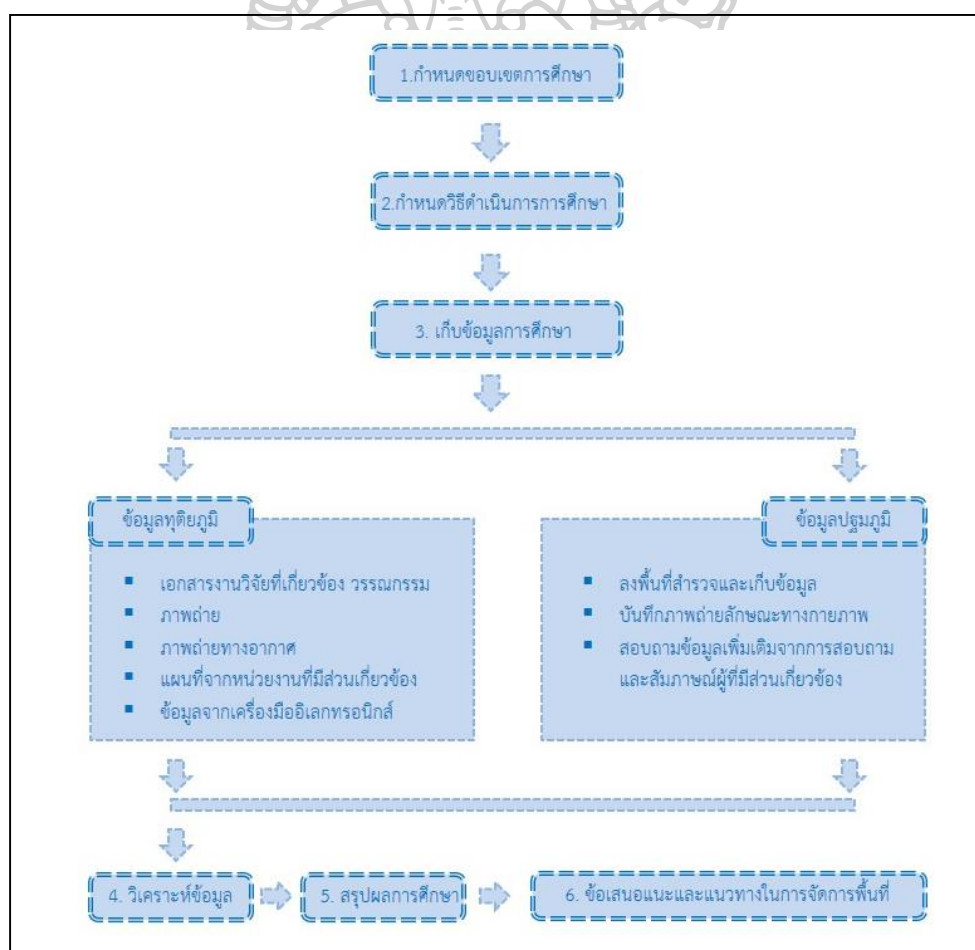 1.กำหนดขอบเขตการศึกษา
2.กำหนดวิธีดำเนินการการศึกษา
3. เก็บข้อมูลการศึกษา
ข้อมูลทุติยภูมิ
▪ เอกสารงานวิจัยที่เกี่ยวข้อง วรรณกรรม
▪ ภาพถ่าย
▪ ภาพถ่ายทางอากาศ
▪ แผนที่จากหน่วยงานที่มีส่วนเกี่ยวข้อง
▪ ข้อมูลจากเครื่องมืออิเลกทรอนิกส์
ข้อมูลปฐมภูมิ
▪ ลงพื้นที่สำรวจและเก็บข้อมูล
▪ บันทึกภาพถ่ายลักษณะทางกายภาพ
▪ สอบถามข้อมูลเพิ่มเติมจากการสอบถาม
และสัมภาษณ์ผู้ที่มีส่วนเกี่ยวข้อง
4. วิเคราะห์ข้อมูล
5. สรุปผลการศึกษา
6. ข้อเสนอแนะและแนวทางในการจัดการพื้นที่